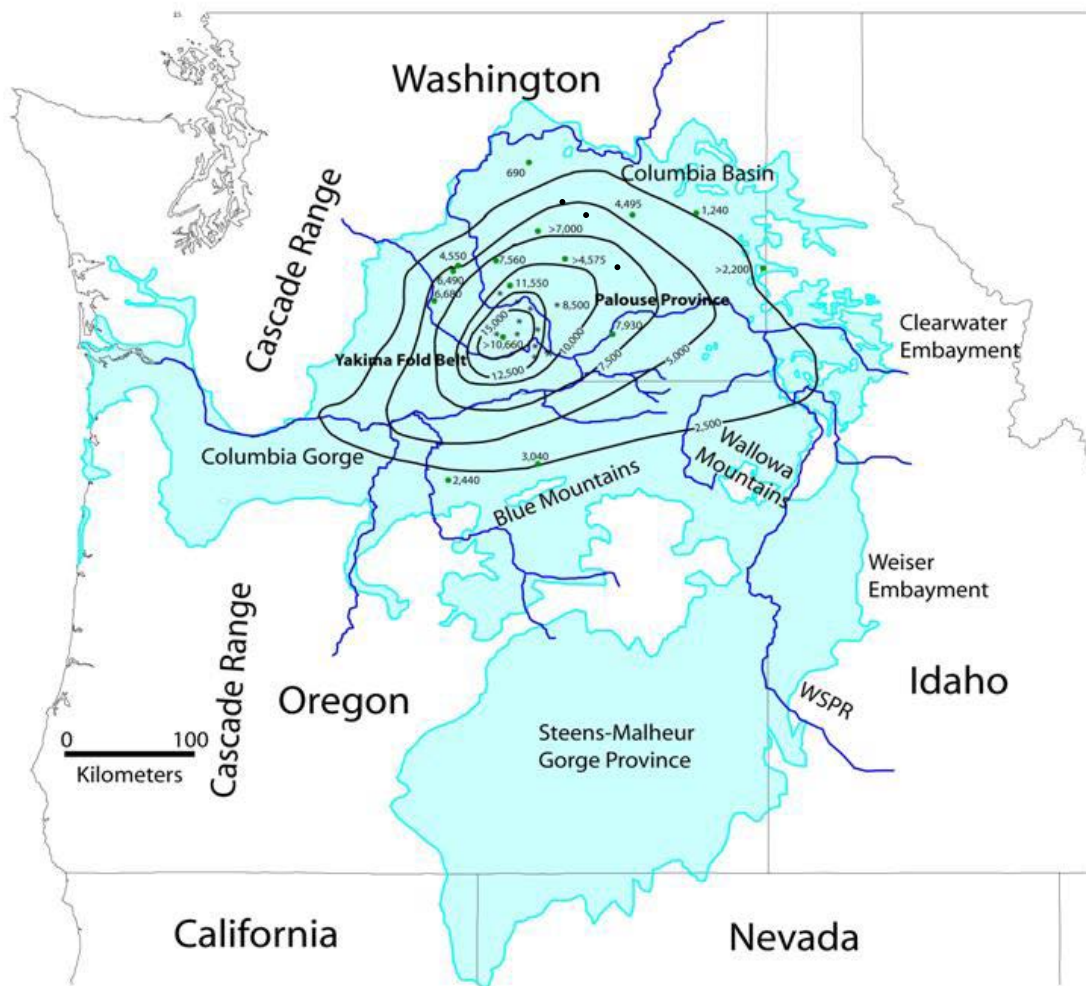 Washington
Columbia Basin
690
4,495
1,240
>7,000
Cascade Range
4,550
7,560
>4,575
>2,200
6,490
11,550
6,680
8,500
Palouse Province
15,000
7,930
Clearwater
Embayment
>10,660
10,000
Yakima Fold Belt
12,500
7,500
5,000
2,500
Columbia Gorge
3,040
Wallowa
Mountains
2,440
Blue Mountains
Weiser
Embayment
Cascade Range
Oregon
Idaho
WSPR
0 100
Kilometers
Steens-Malheur
Gorge Province
California
Nevada